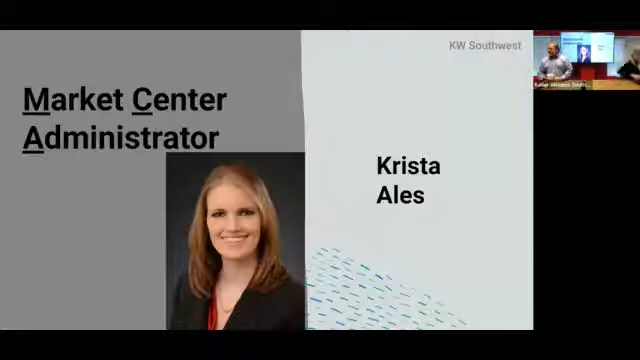 KW Southwest
Market Center
Administrator
Krista
Ales